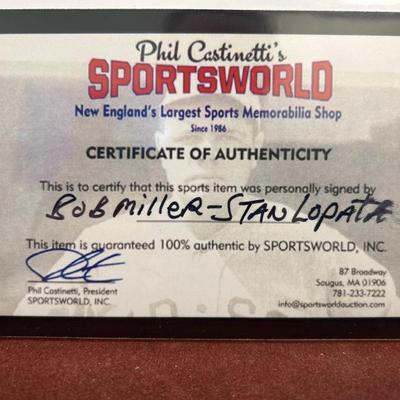 Phil Castinetti's
SPORTSWORLD
New England's Largest Sports Memorabilia Shop
Since 1986
CERTIFICATE OF AUTHENTICITY
This is to certify that this sports item was personally signed by
BOB MILLER-STAN LOPATA
This item is guaranteed 100% authentic by SPORTSWORLD, INC.
Phil Castinetti, President
SPORTSWORLD, INC.
87 Broadway
Saugus, MA 01906
781-233-7222
info@sportsworldauction.com